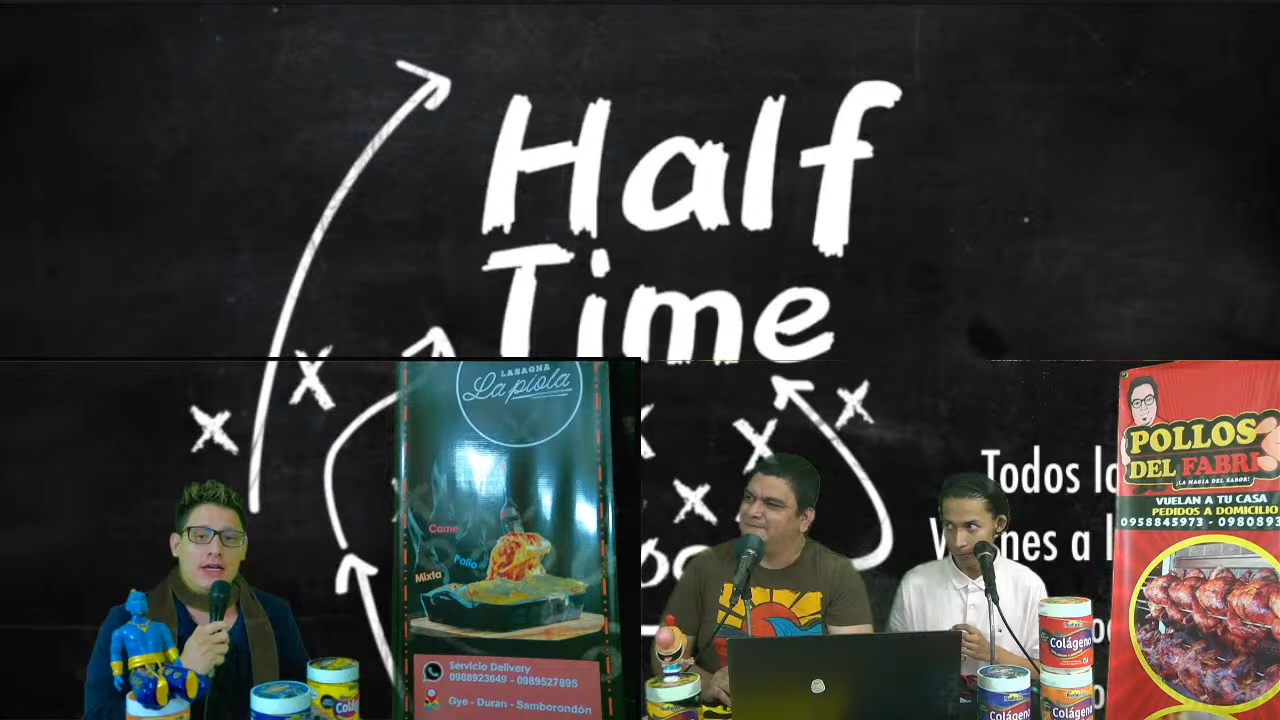 Half
Time
LASAGNA
La piola
Carne
Pollo
Mixta
Servicio Delivery
0988923649 - 0989527895
Gye - Duran - Samborondón
Todos lo
nes a l
POLLOS
DEL FABRI
¡LA MAGIA DEL SABOR!
VUELAN A TU CASA
PEDIDOS A DOMICILIO
0958845973 - 0980893
Colágeno
Colágeno
Colágeno
Colág